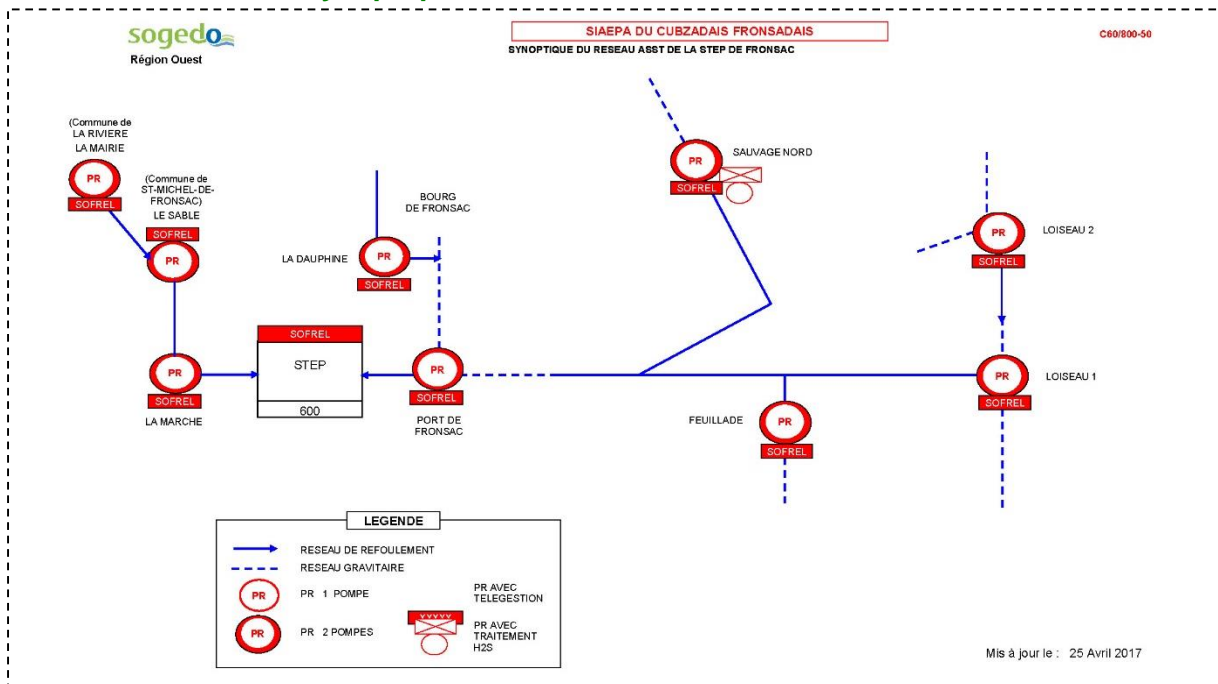 sogedo
Région Ouest
SIAEPA DU CUBZADAIS FRONSADAIS
SYNOPTIQUE DU RESEAU ASST DE LA STEP DE FRONSAC
C60/800-50
(Commune de
LA RIVIERE
LA MAIRIE
PR
SOFREL
(Commune de
ST-MICHEL-DE-
FRONSAC)
LE SABLE
SOFREL
PR
BOURG
DE FRONSAC
LA DAUPHINE
PR
SOFREL
PR
SOFREL
SAUVAGE NORD
PR
SOFREL
LOISEAU 2
SOFREL
STEP
600
PR
SOFREL
LA MARCHE
PR
SOFREL
PORT DE
FRONSAC
FEUILLADE
PR
SOFREL
PR
SOFREL
LOISEAU 1
LEGENDE
RESEAU DE REFOULEMENT
RESEAU GRAVITAIRE
PR
PR 1 POMPE
PR AVEC
TELEGESTION
PR
PR 2 POMPES
YYYYY
PR AVEC
TRAITEMENT
H2S
Mis à jour le : 25 Avril 2017